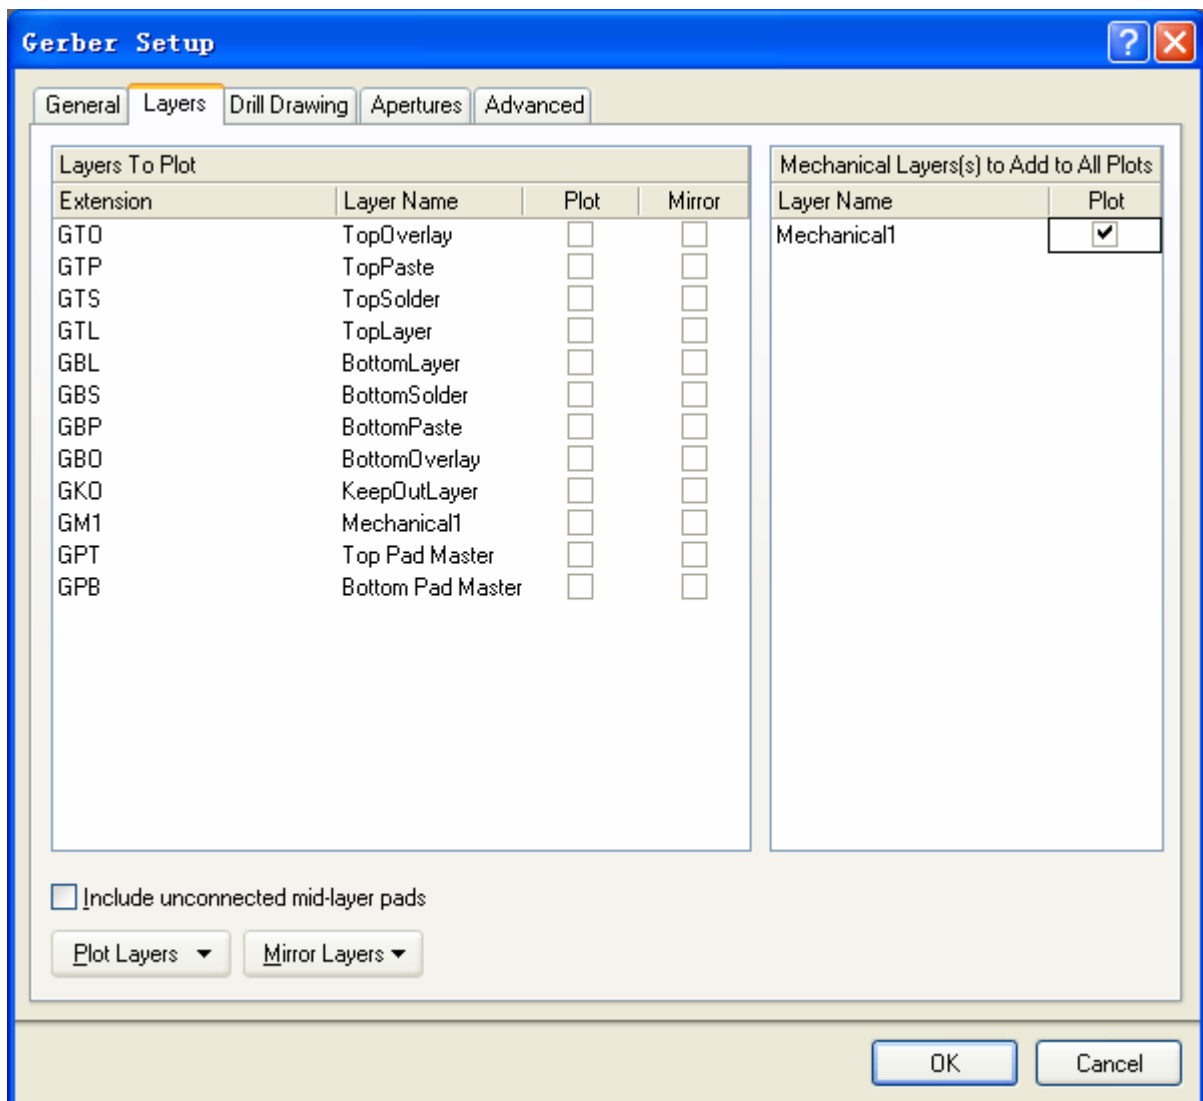 Gerber Setup
General Layers Drill Drawing Apertures Advanced
Layers To Plot
Extension Layer Name Plot Mirror
GTO TopOverlay
GTP TopPaste
GTS TopSolder
GTL TopLayer
GBL BottomLayer
GBS BottomSolder
GBP BottomPaste
GBO BottomOverlay
GKO KeepOutLayer
GM1 Mechanical1
GPT Top Pad Master
GPB Bottom Pad Master
Mechanical Layers(s) to Add to All Plots
Layer Name Plot
Mechanical1
Include unconnected mid-layer pads
Plot Layers Mirror Layers
OK Cancel